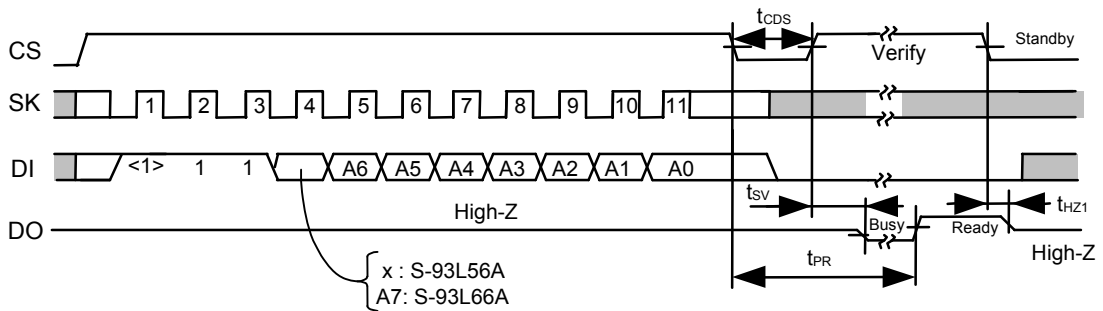 tCDS
CS
Verify
Standby
SK
1 2 3 4 5 6 7 8 9 10 11
DI
<1> 1 1 A6 A5 A4 A3 A2 A1 A0
tSV
tHZ1
High-Z
DO
Busy
Ready
High-Z
tPR
x : S-93L56A
A7: S-93L66A